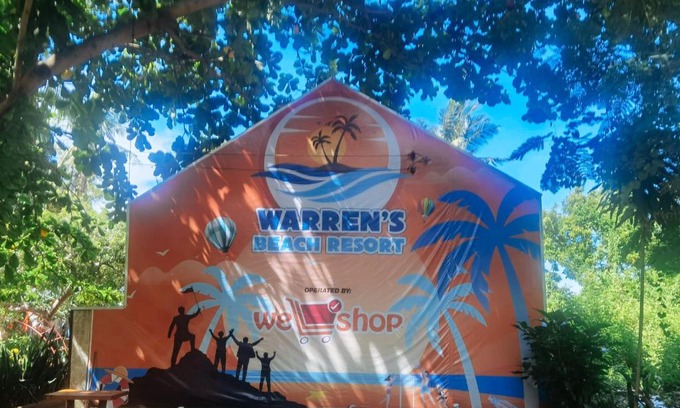 WARREN'S
BEACH RESORT
OPERATED BY:
we shop